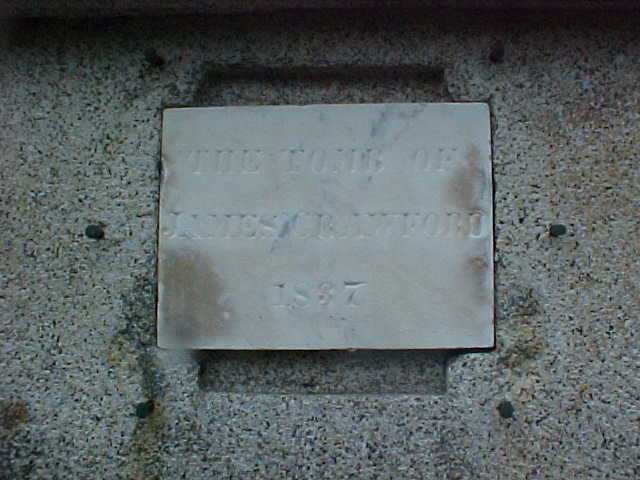 THE TOMB OF
JAMES CRAWFORD
1837